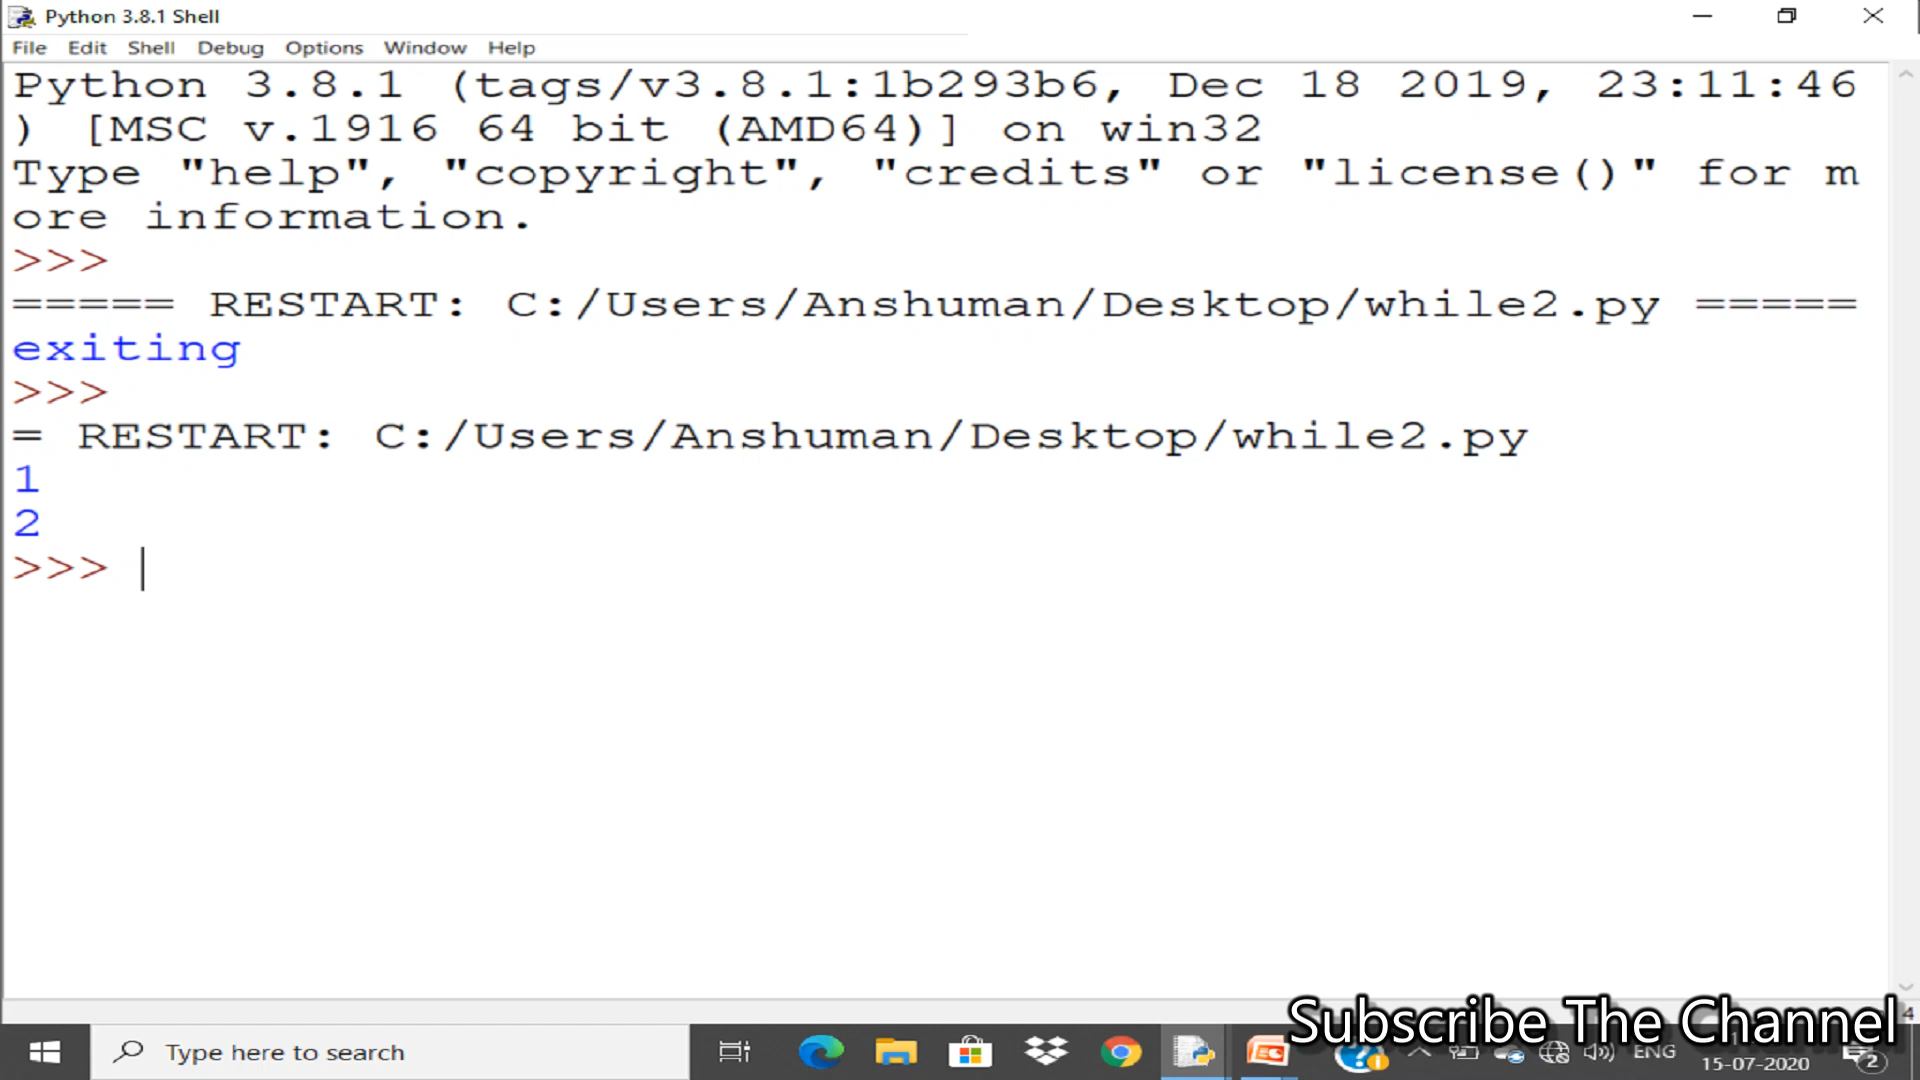 Python 3.8.1 Shell
File Edit Shell Debug Options Window Help
Python 3.8.1 (tags/v3.8.1:1b293b6, Dec 18 2019, 23:11:46
) [MSC v.1916 64 bit (AMD64)] on win32
Type "help", "copyright", "credits" or "license()" for m
ore information.
>>>
===== RESTART: C:/Users/Anshuman/Desktop/while2.py =====
exiting
>>>
= RESTART: C:/Users/Anshuman/Desktop/while2.py
1
2
>>>
Subscribe The Channel
Type here to search
ENG
15-07-2020
2